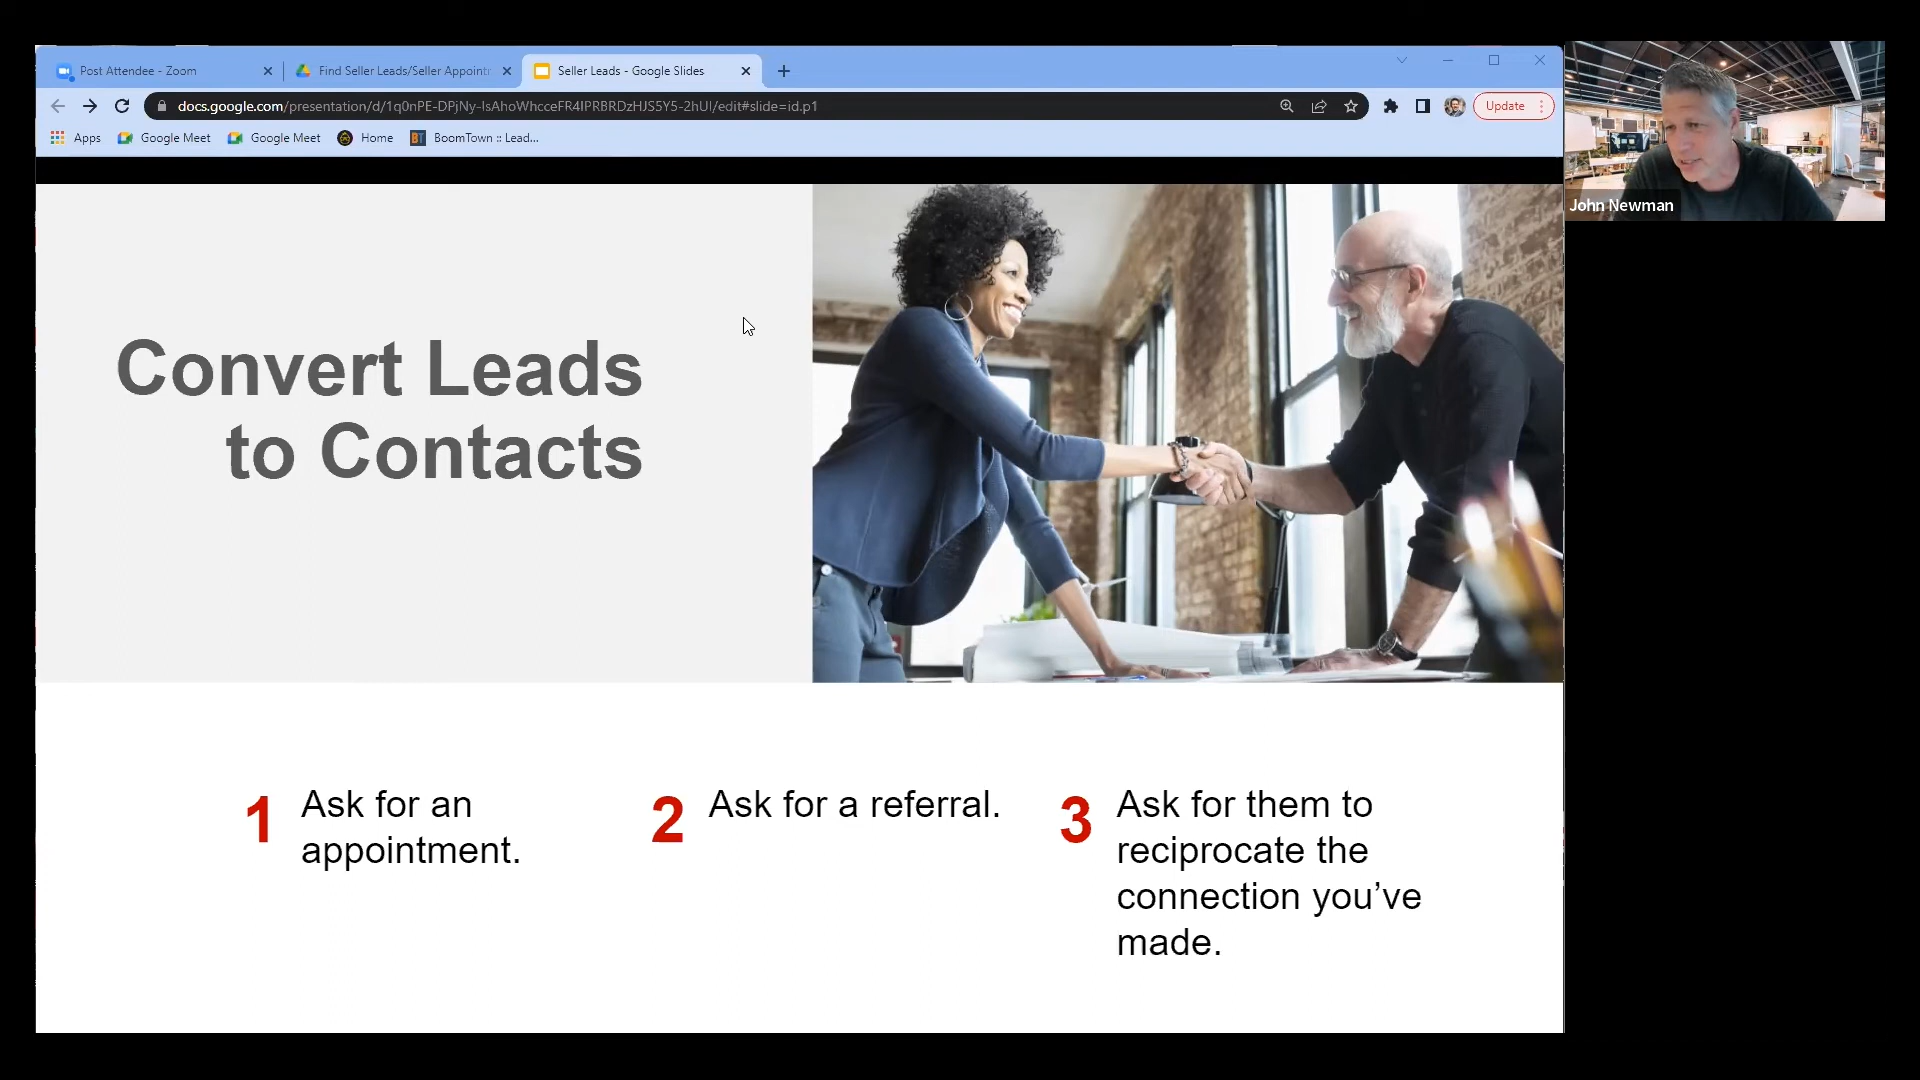 Post Attendee - Zoom
Find Seller Leads/Seller Appoint
Seller Leads - Google Slides
docs.google.com/presentation/d/1q0nPE-DPjNy-IsAhoWhcceFR4IPRBRDzHJS5Y5-2hUI/edit#slide=id.p1
Update
Apps
Google Meet
Google Meet
Home
BT
BoomTown :: Lead...
John Newman
Convert Leads
to Contacts
1
Ask for an
appointment.
2
Ask for a referral.
3
Ask for them to
reciprocate the
connection you’ve
made.